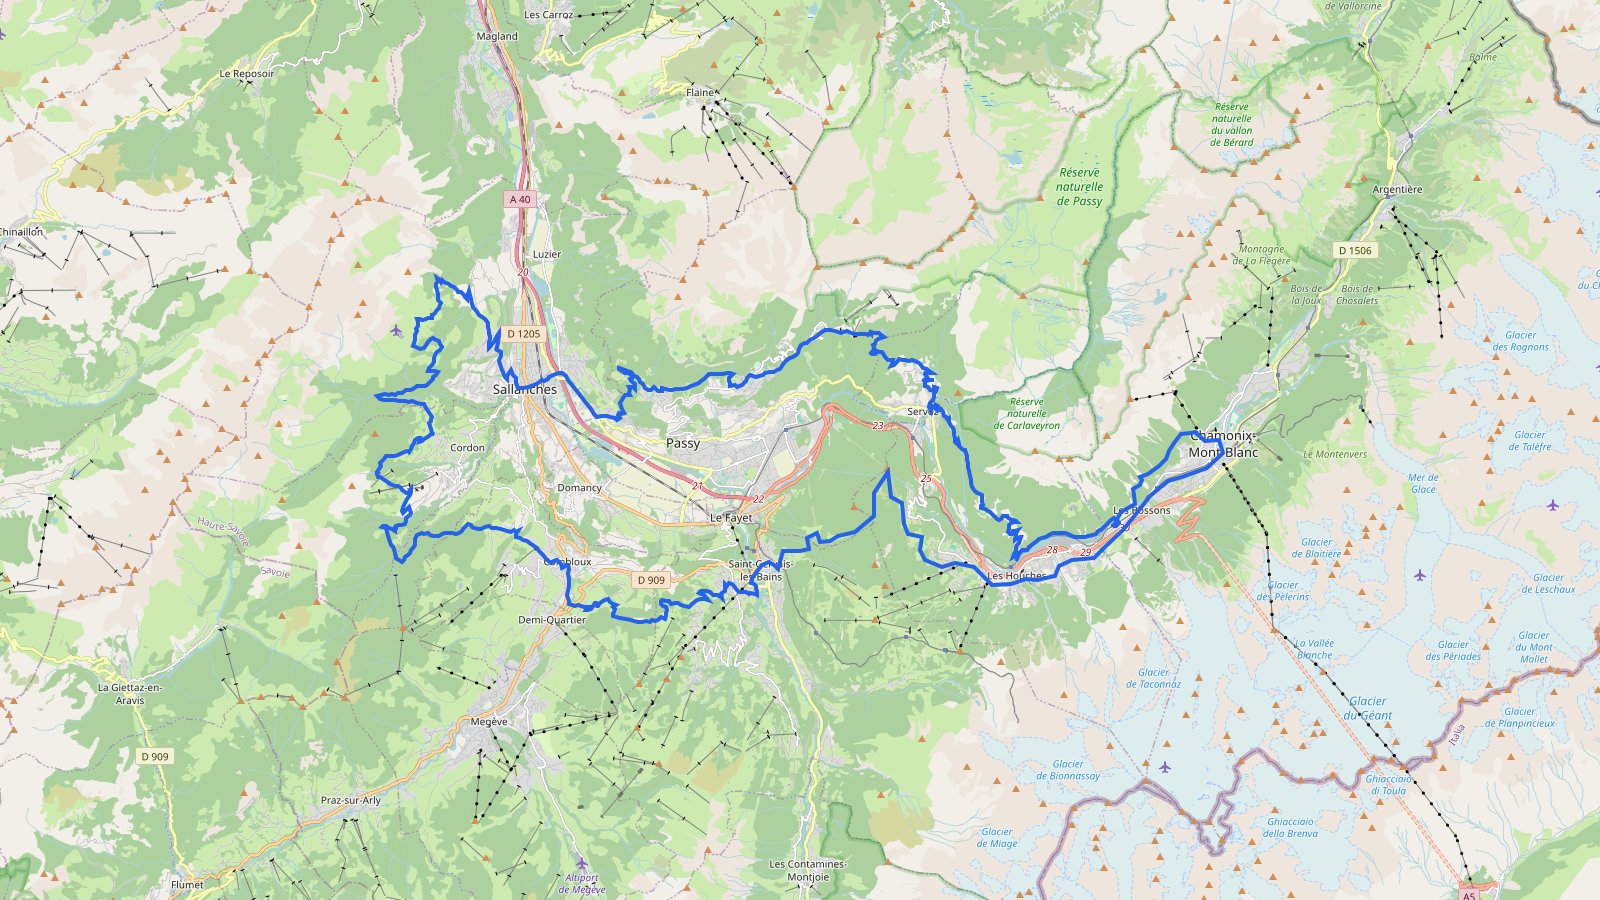 de Vallorcine
Les Carroz
Magland
Balme
Le Reposoir
Flaine
Réserve
naturelle
du vallon
de Bérard
Réserve
naturelle
de Passy
Argentière
A 40
Chinaillon
Luzier
D 1506
Montagne
de La Flégère
20
Bois de
la Joux
Bois de
Chosalets
D 1205
Glacier
des Rognons
Sallanches
Réserve
naturelle
de Carlaveyron
Servoz
23
Passy
Cordon
Chamonix-
Mont-Blanc
Le Montenvers
Glacier
de Talèfre
25
21
22
Domancy
Mer de
Glace
Le Fayet
Les Bossons
30
Haute-Savoie
Savoie
Glacier
de Blaitière
28
29
Combloux
Saint-Gervais-
les-Bains
D 909
Les Houches
Glacier
des Pèlerins
Glacier
de Leschaux
Demi-Quartier
La Vallée
Blanche
Glacier
des Périades
Glacier
du Mont-
Mallet
Glacier
de Taconnaz
La Giettaz-en-
Aravis
Megève
Glacier
du Géant
Glacier
de Planpincieux
Italia
D 909
Glacier
de Bionnassay
Ghiacciaio
di Toula
Praz-sur-Arly
Glacier
de Miage
Ghiacciaio
della Brenva
Les Contamines-
Montjoie
Altiport
de Megève
Flumet
A5